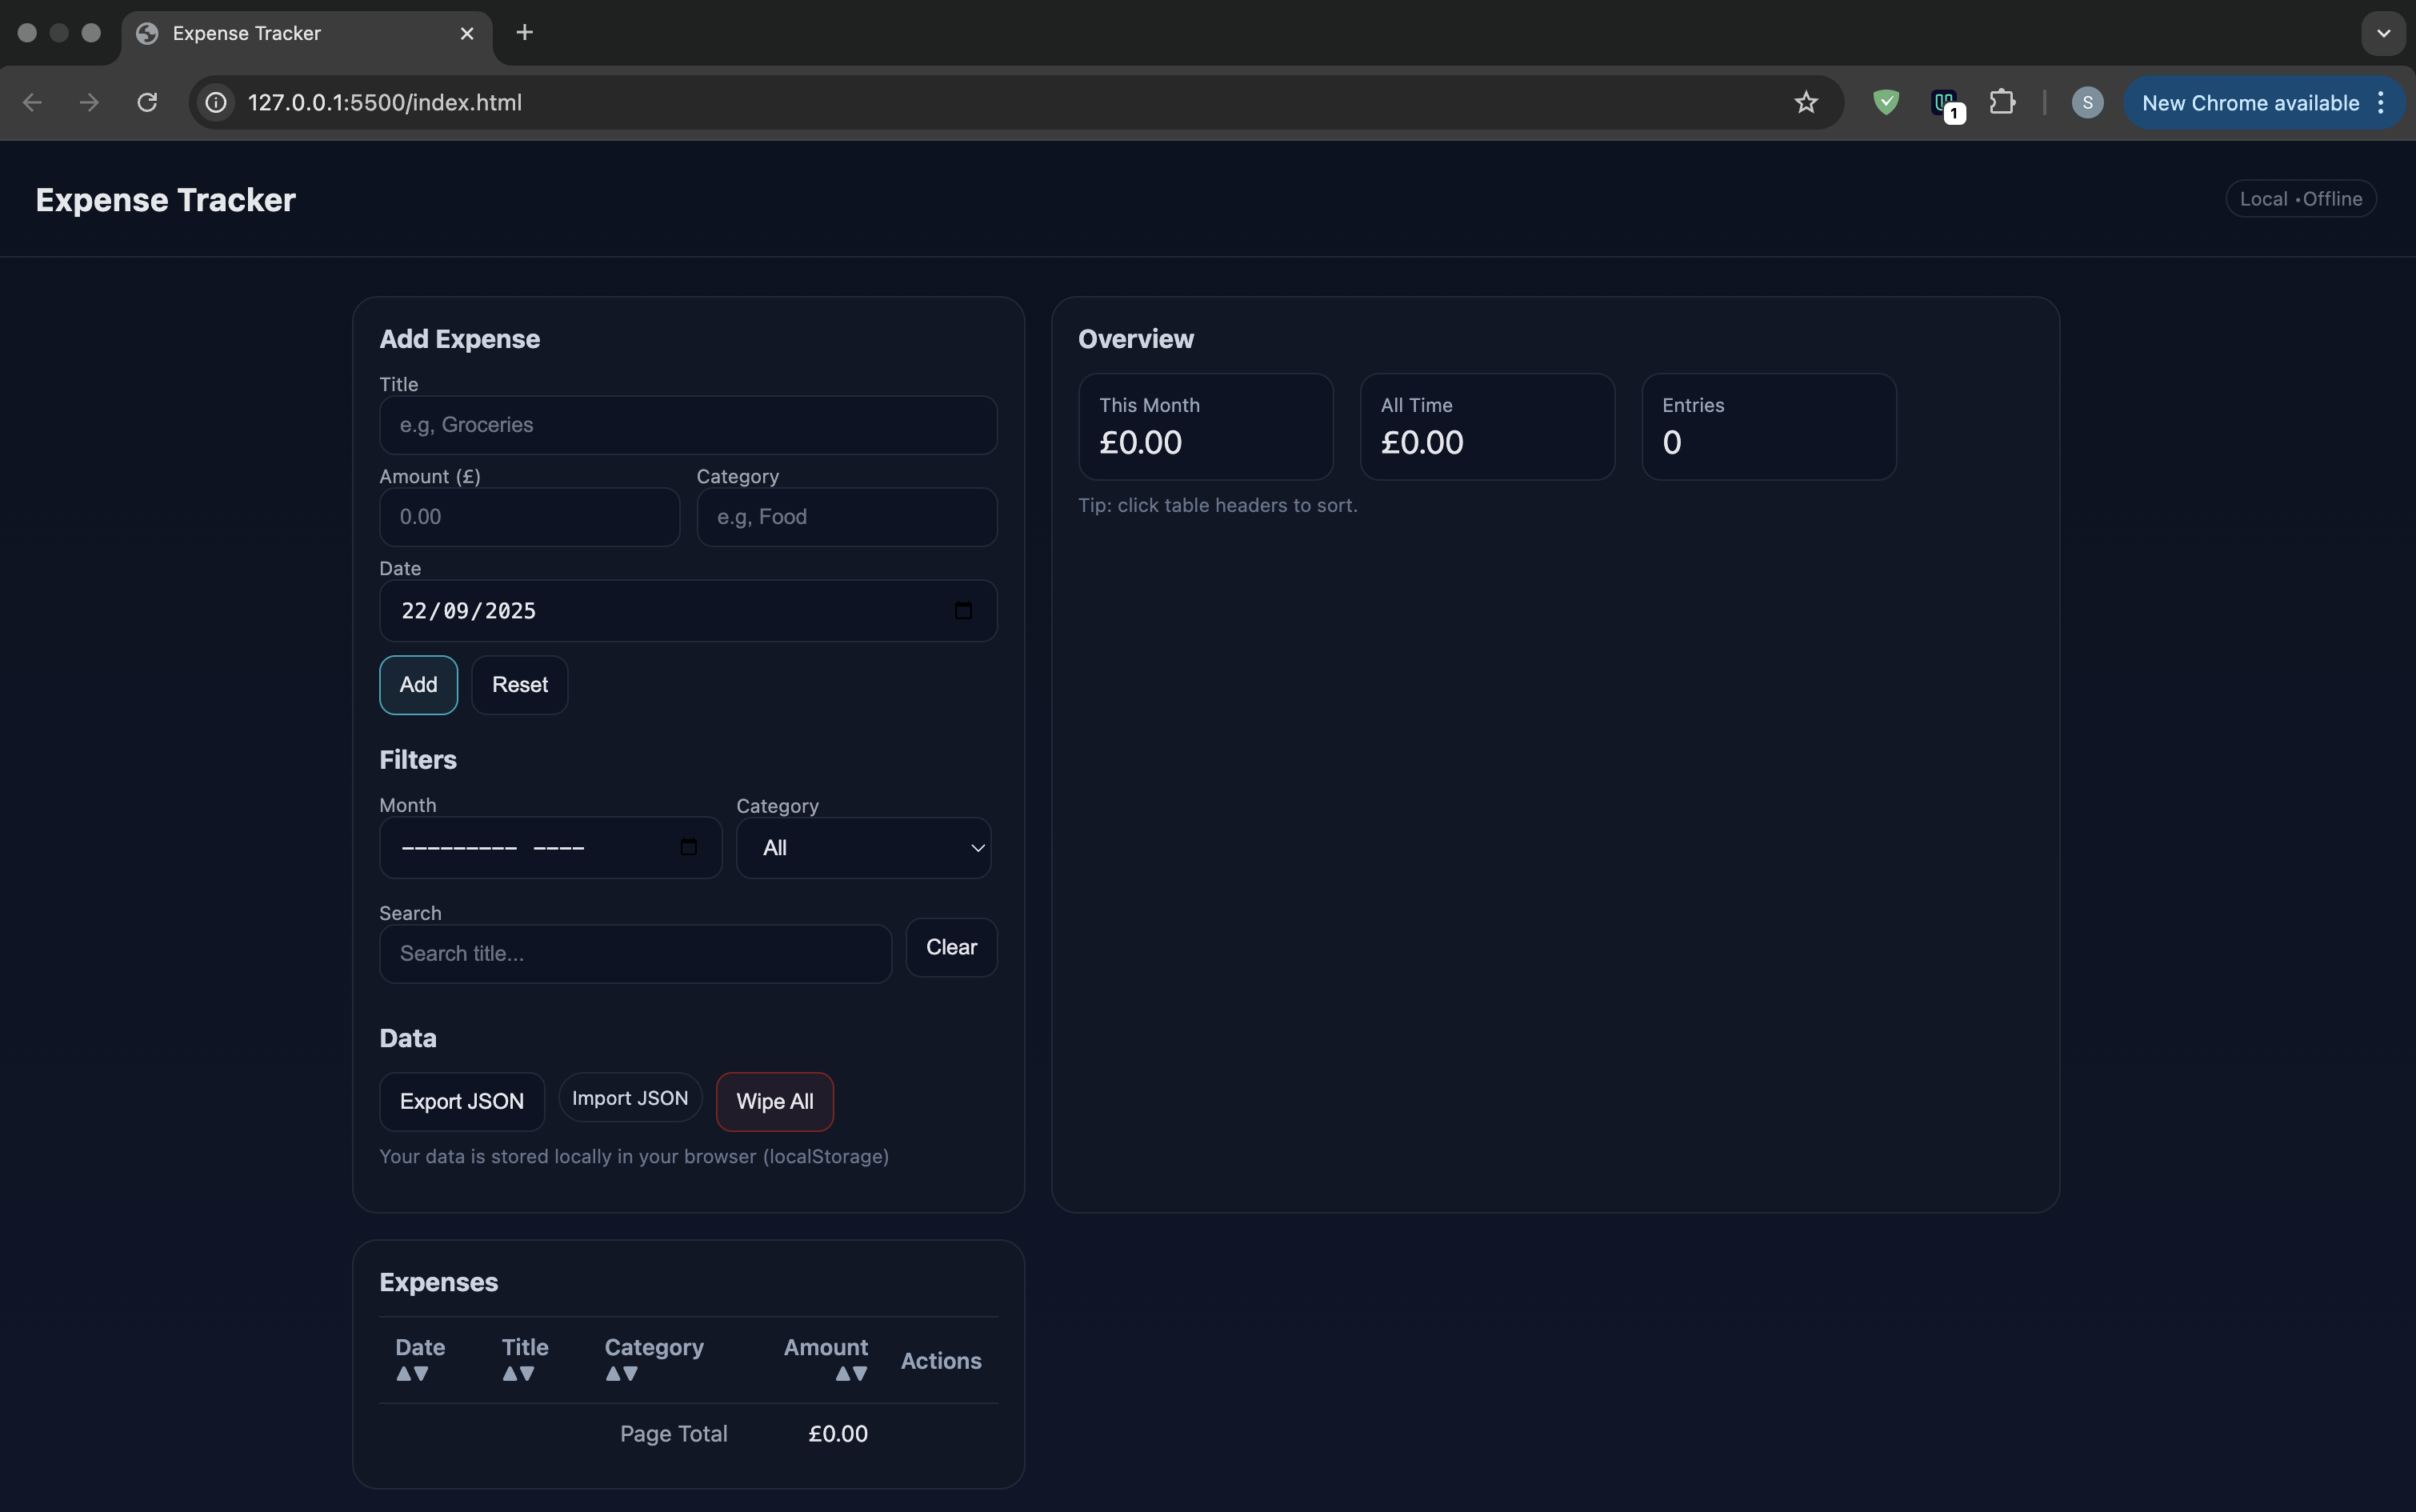 Expense Tracker
127.0.0.1:5500/index.html
1
S
New Chrome available
Expense Tracker
Local •Offline
Add Expense
Title
e.g, Groceries
Amount (£)
Category
0.00
e.g, Food
Date
22/09/2025
Add
Reset
Filters
Month
Category
--------- ----
All
Search
Search title...
Clear
Data
Export JSON
Import JSON
Wipe All
Your data is stored locally in your browser (localStorage)
Overview
This Month
£0.00
All Time
£0.00
Entries
0
Tip: click table headers to sort.
Expenses
Date ▲▼
Title ▲▼
Category ▲▼
Amount ▲▼
Actions
Page Total
£0.00